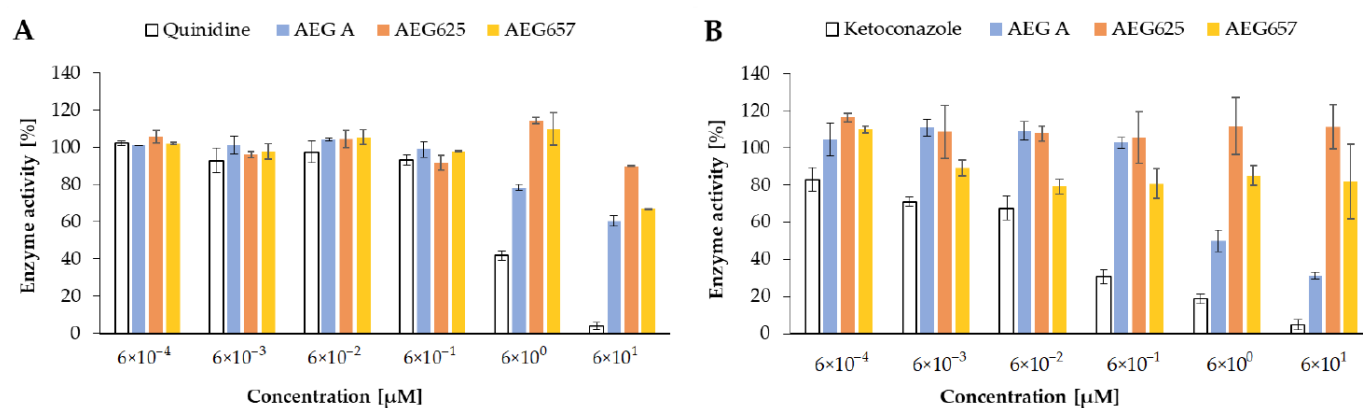 A
Quinidine AEG A AEG625 AEG657
Enzyme activity [%]
140
120
100
80
60
40
20
0
6×10⁻⁴ 6×10⁻³ 6×10⁻² 6×10⁻¹ 6×10⁰ 6×10¹
Concentration [µM]
B
Ketoconazole AEG A AEG625 AEG657
Enzyme activity [%]
140
120
100
80
60
40
20
0
6×10⁻⁴ 6×10⁻³ 6×10⁻² 6×10⁻¹ 6×10⁰ 6×10¹
Concentration [µM]